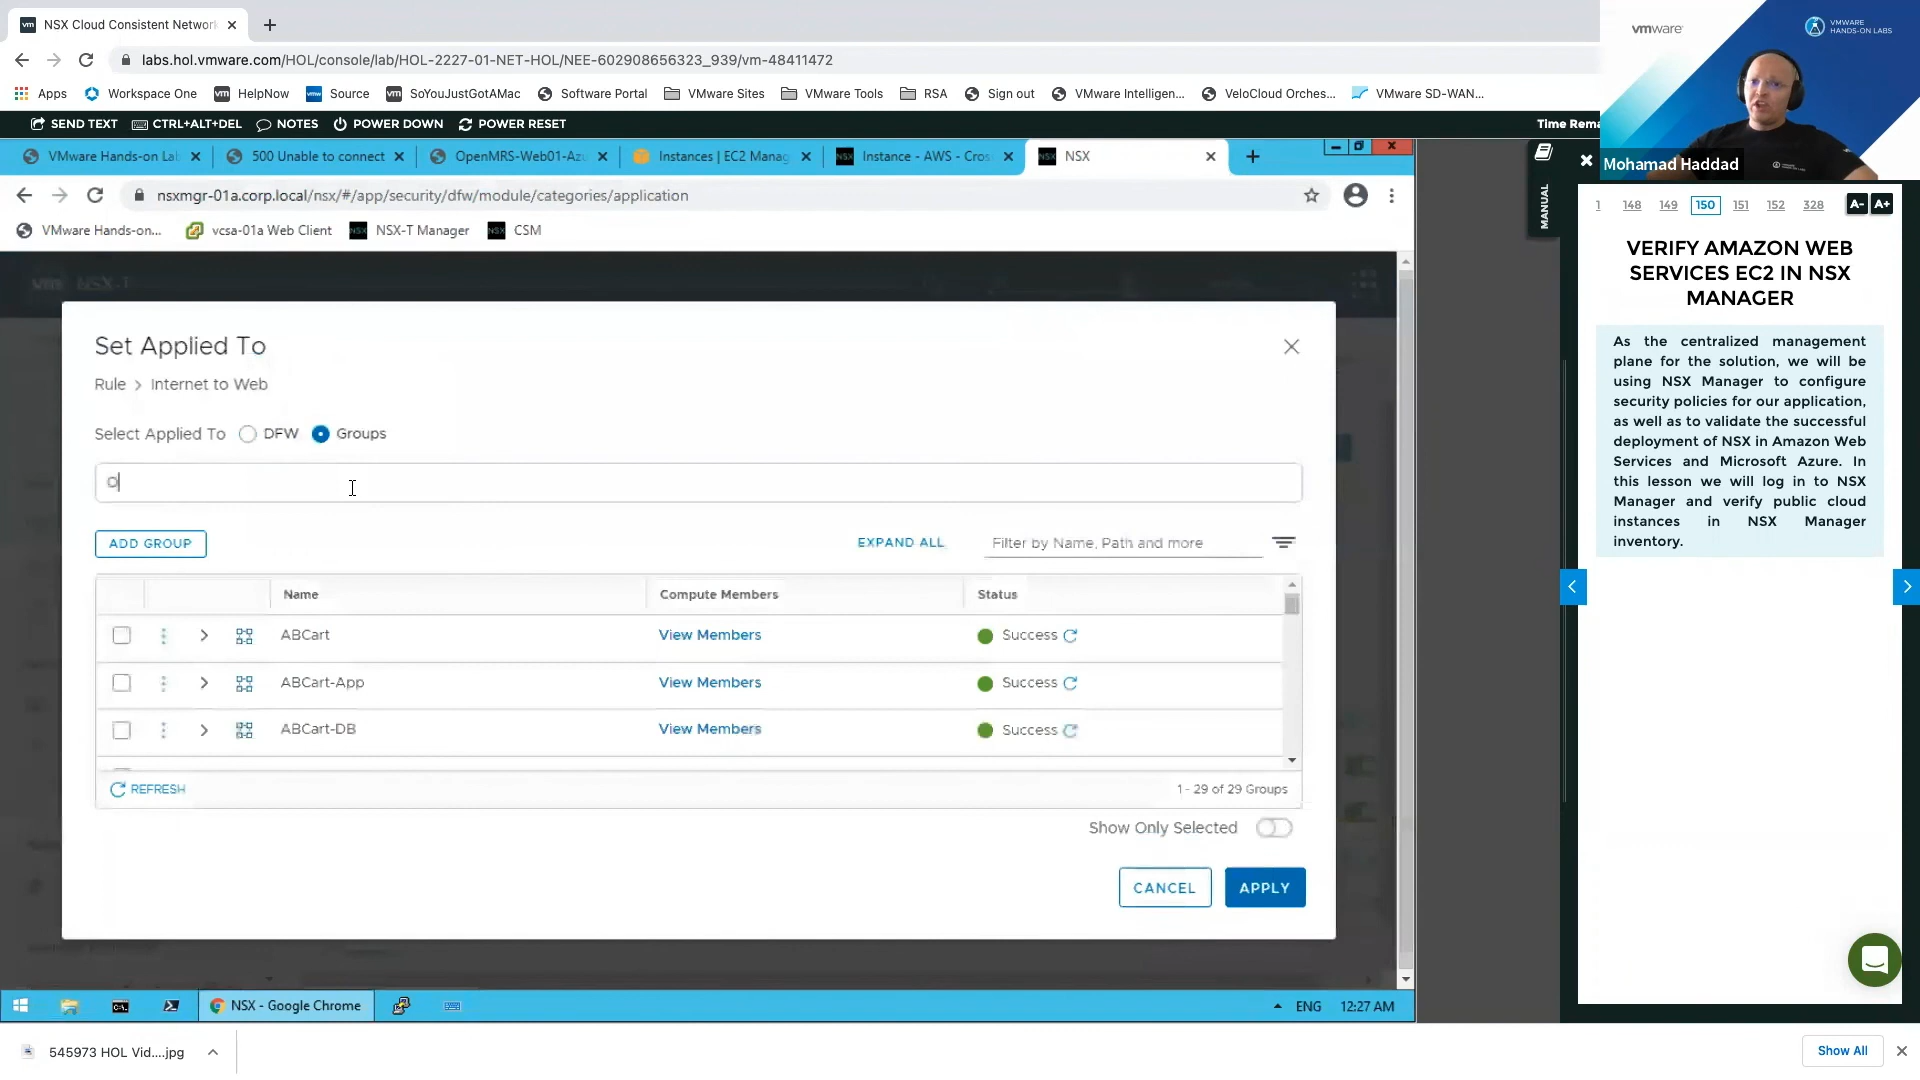 NSX Cloud Consistent Networ
labs.hol.vmware.com/HOL/console/lab/HOL-2227-01-NET-HOL/NEE-602908656323_939/vm-48411472
Apps Workspace One HelpNow Source SoYouJustGotAMac Software Portal VMware Sites VMware Tools RSA Sign out VMware Intelligen... VeloCloud Orches... VMware SD-WAN...
SEND TEXT CTRL+ALT+DEL NOTES POWER DOWN POWER RESET Time Rema
VMware Hands-on La 500 Unable to connect OpenMRS-Web01-Azu Instances | EC2 Manag Instance - AWS - Cros NSX
nsxmgr-01a.corp.local/nsx/#/app/security/dfw/module/categories/application
VMware Hands-on... vcsa-01a Web Client NSX-T Manager CSM
vm NSX-T
Set Applied To
Rule > Internet to Web
Select Applied To DFW Groups
O
ADD GROUP EXPAND ALL Filter by Name, Path and more
Name Compute Members Status
ABCart View Members Success
ABCart-App View Members Success
ABCart-DB View Members Success
REFRESH 1 - 29 of 29 Groups
Show Only Selected
CANCEL APPLY
NSX - Google Chrome ENG 12:27 AM
545973 HOL Vid....jpg Show All
vmware
VMWARE
HANDS-ON LABS
Mohamad Haddad
MANUAL
1 148 149 150 151 152 328 A- A+
VERIFY AMAZON WEB
SERVICES EC2 IN NSX
MANAGER
As the centralized management
plane for the solution, we will be
using NSX Manager to configure
security policies for our application,
as well as to validate the successful
deployment of NSX in Amazon Web
Services and Microsoft Azure. In
this lesson we will log in to NSX
Manager and verify public cloud
instances in NSX Manager
inventory.